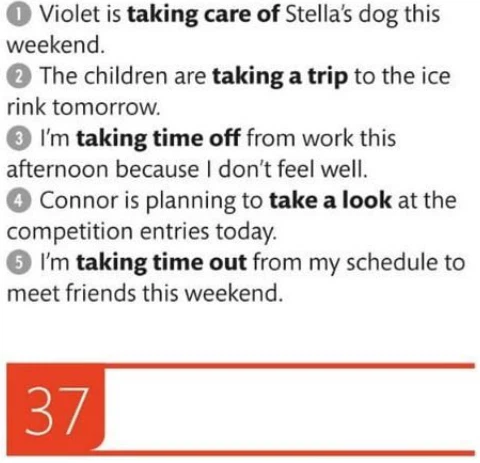 1 Violet is taking care of Stella's dog this
weekend.
2 The children are taking a trip to the ice
rink tomorrow.
3 I'm taking time off from work this
afternoon because I don't feel well.
4 Connor is planning to take a look at the
competition entries today.
5 I'm taking time out from my schedule to
meet friends this weekend.
37